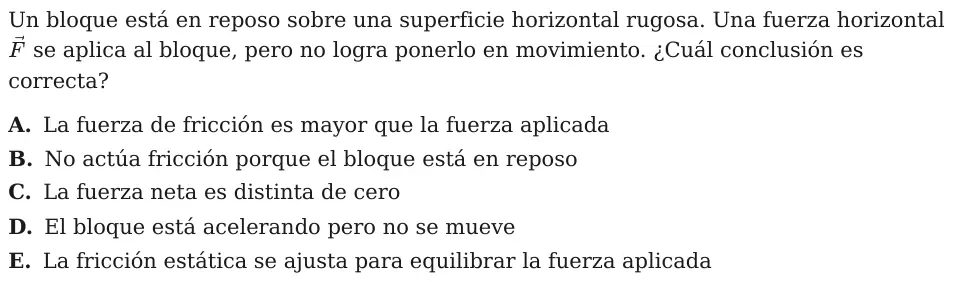 Un bloque está en reposo sobre una superficie horizontal rugosa. Una fuerza horizontal
$\vec{F}$ se aplica al bloque, pero no logra ponerlo en movimiento. ¿Cuál conclusión es
correcta?
A. La fuerza de fricción es mayor que la fuerza aplicada
B. No actúa fricción porque el bloque está en reposo
C. La fuerza neta es distinta de cero
D. El bloque está acelerando pero no se mueve
E. La fricción estática se ajusta para equilibrar la fuerza aplicada